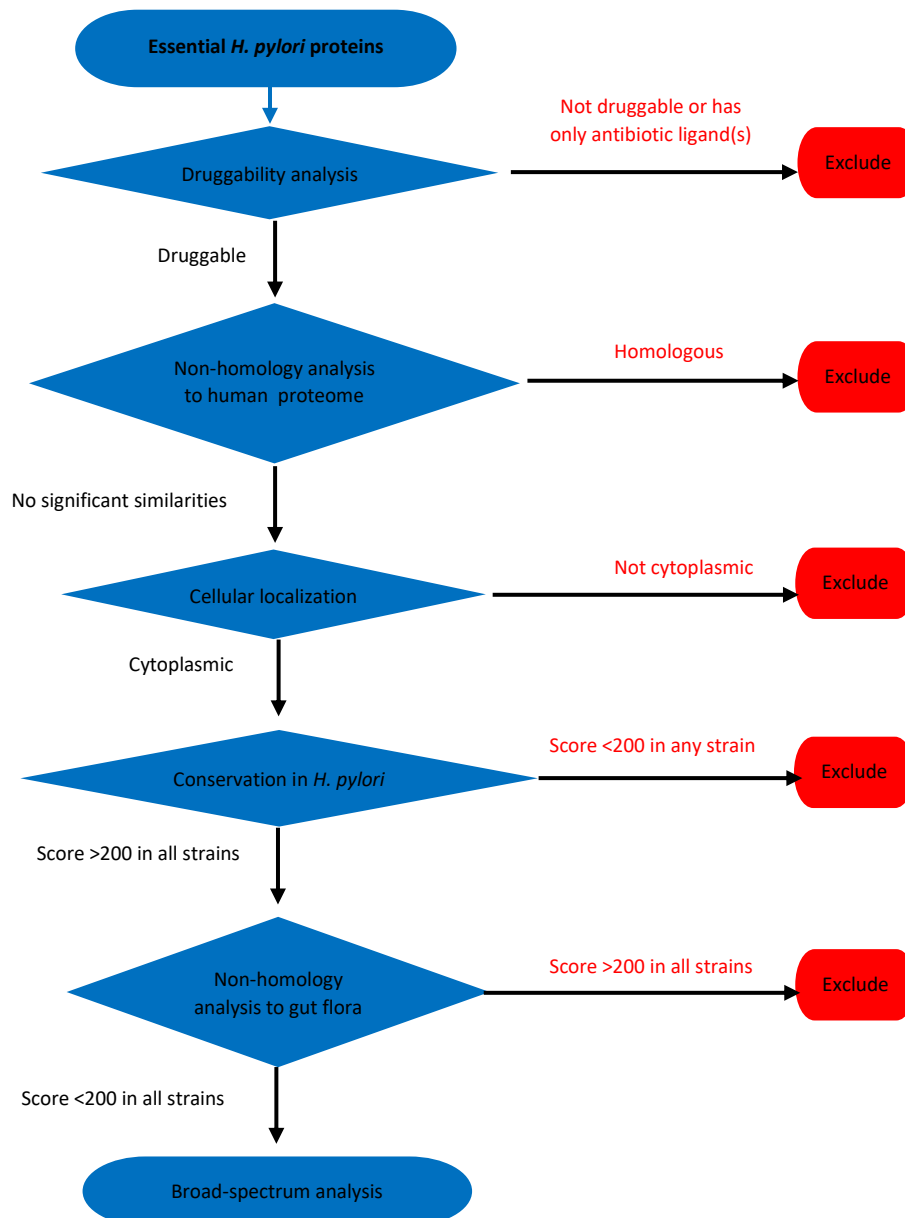 Essential H. pylori proteins
Not druggable or has
only antibiotic ligand(s)
Exclude
Druggability analysis
Druggable
Non-homology analysis
to human proteome
Homologous
Exclude
No significant similarities
Cellular localization
Not cytoplasmic
Exclude
Cytoplasmic
Conservation in H. pylori
Score <200 in any strain
Exclude
Score >200 in all strains
Non-homology
analysis to gut flora
Score >200 in all strains
Exclude
Score <200 in all strains
Broad-spectrum analysis